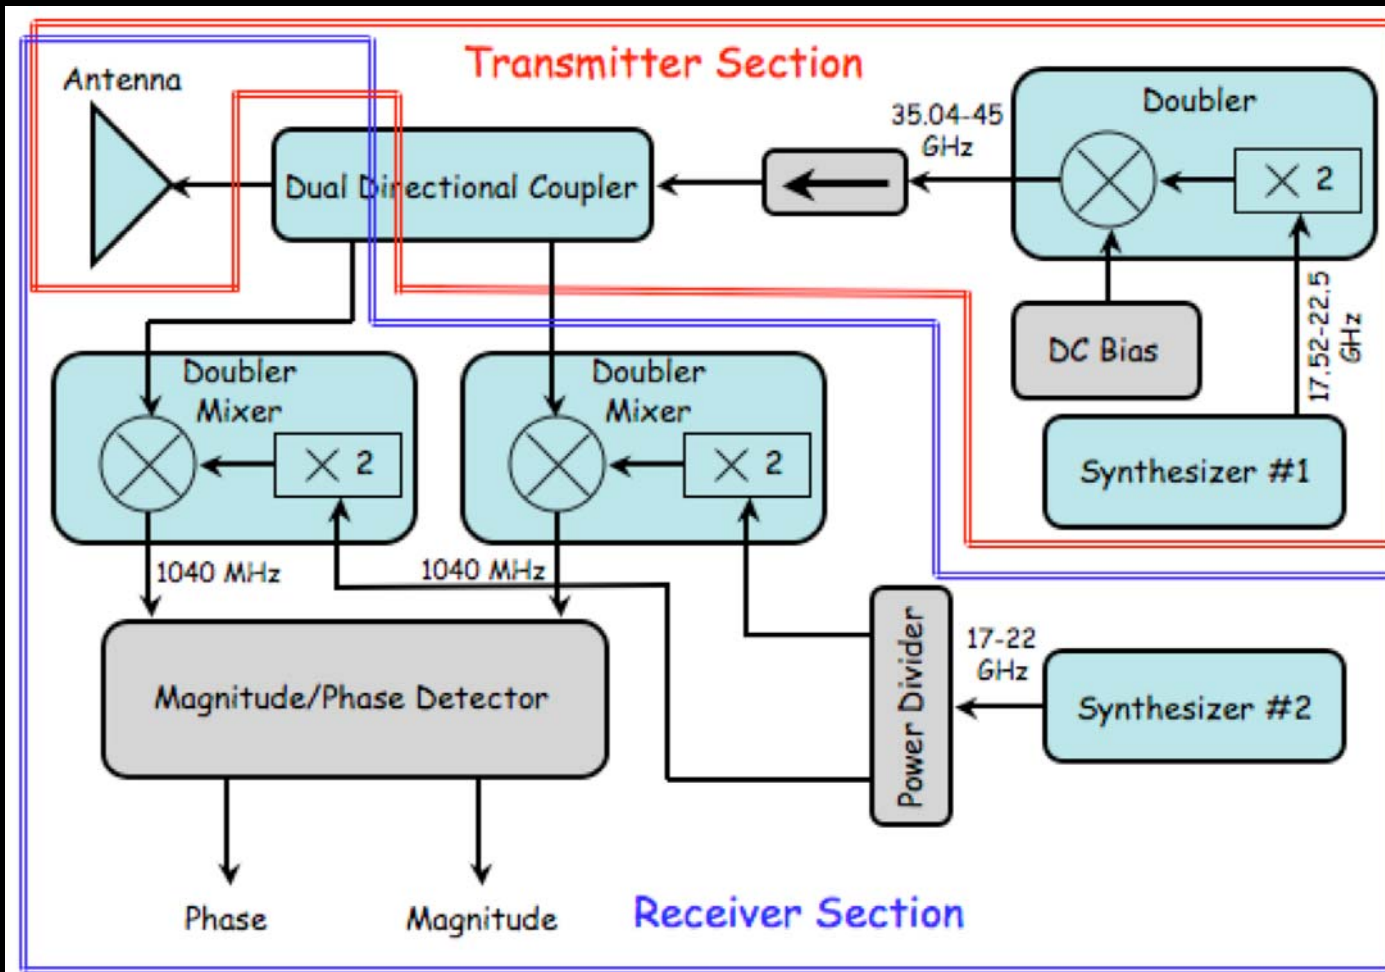 Transmitter Section
Antenna
Doubler
35.04-45
GHz
Dual Directional Coupler
× 2
17.52-22.5
GHz
DC Bias
Doubler
Mixer
Doubler
Mixer
× 2
× 2
Synthesizer #1
1040 MHz
1040 MHz
Power Divider
17-22
GHz
Magnitude/Phase Detector
Synthesizer #2
Phase
Magnitude
Receiver Section